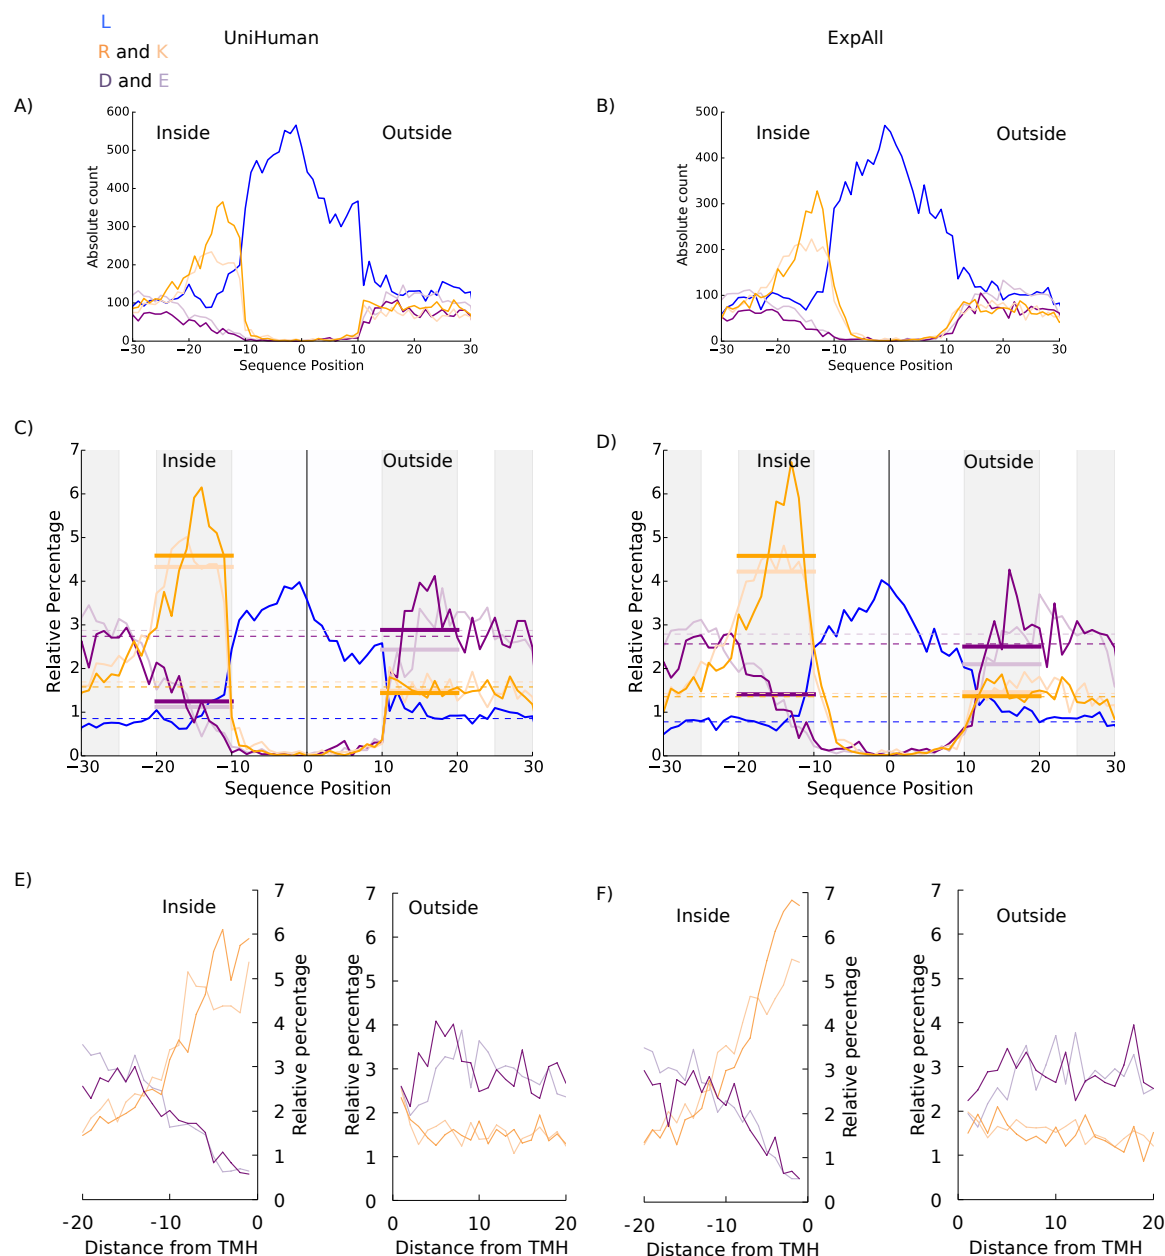 L
UniHuman
ExpAll
R and K
D and E
A)
B)
600
500
400
300
200
100
0
Absolute count
Inside
Outside
−30 −20 −10 0 10 20 30
Sequence Position
500
400
300
200
100
0
Absolute count
Inside
Outside
−30 −20 −10 0 10 20 30
Sequence Position
C)
D)
7
6
5
4
3
2
1
0
Relative Percentage
Inside
Outside
−30 −20 −10 0 10 20 30
Sequence Position
7
6
5
4
3
2
1
0
Relative Percentage
Inside
Outside
−30 −20 −10 0 10 20 30
Sequence Position
E)
F)
Inside
7
6
5
4
3
2
1
0
Relative percentage
-20 -10 0
Distance from TMH
Outside
7
6
5
4
3
2
1
0
Relative percentage
0 10 20
Distance from TMH
Inside
7
6
5
4
3
2
1
0
Relative percentage
-20 -10 0
Distance from TMH
Outside
7
6
5
4
3
2
1
0
Relative percentage
0 10 20
Distance from TMH